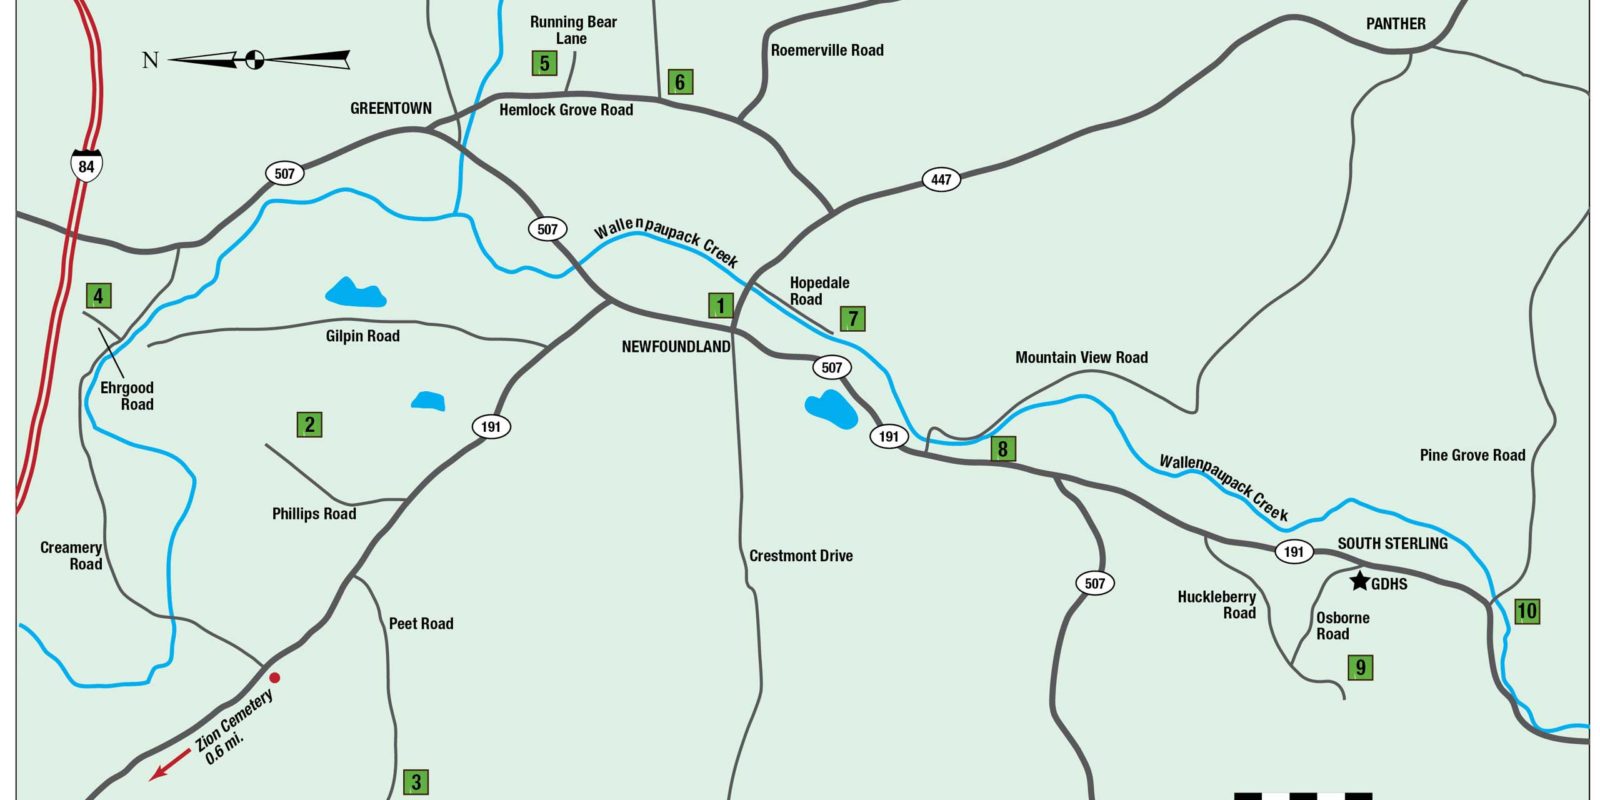 Running Bear
Lane
PANTHER
Roemerville Road
N
5
6
GREENTOWN
Hemlock Grove Road
84
507
447
507
Wallenpaupack Creek
Hopedale
Road
4
1
7
Gilpin Road
NEWFOUNDLAND
Mountain View Road
507
Ehrgood
Road
2
191
191
8
Pine Grove Road
Wallenpaupack Creek
Phillips Road
Creamery
Road
Crestmont Drive
191
SOUTH STERLING
GDHS
507
Huckleberry
Road
Osborne
Road
10
Peet Road
9
Zion Cemetery
0.6 mi.
3